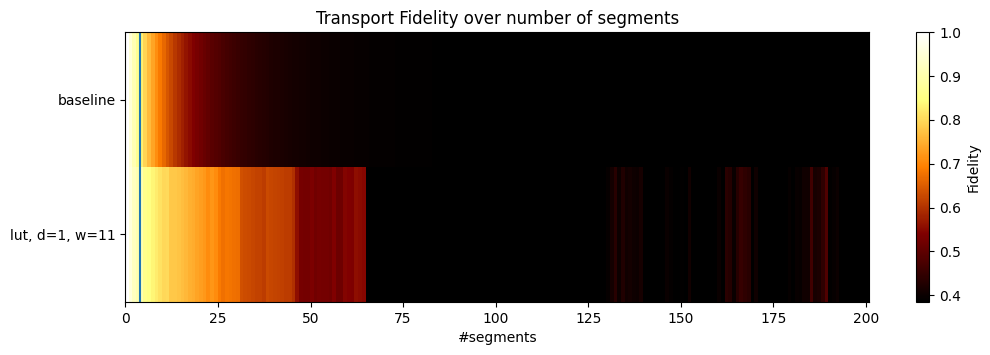 Transport Fidelity over number of segments
baseline
lut, d=1, w=11
0 25 50 75 100 125 150 175 200
#segments
1.0
0.9
0.8
0.7
0.6
0.5
0.4
Fidelity